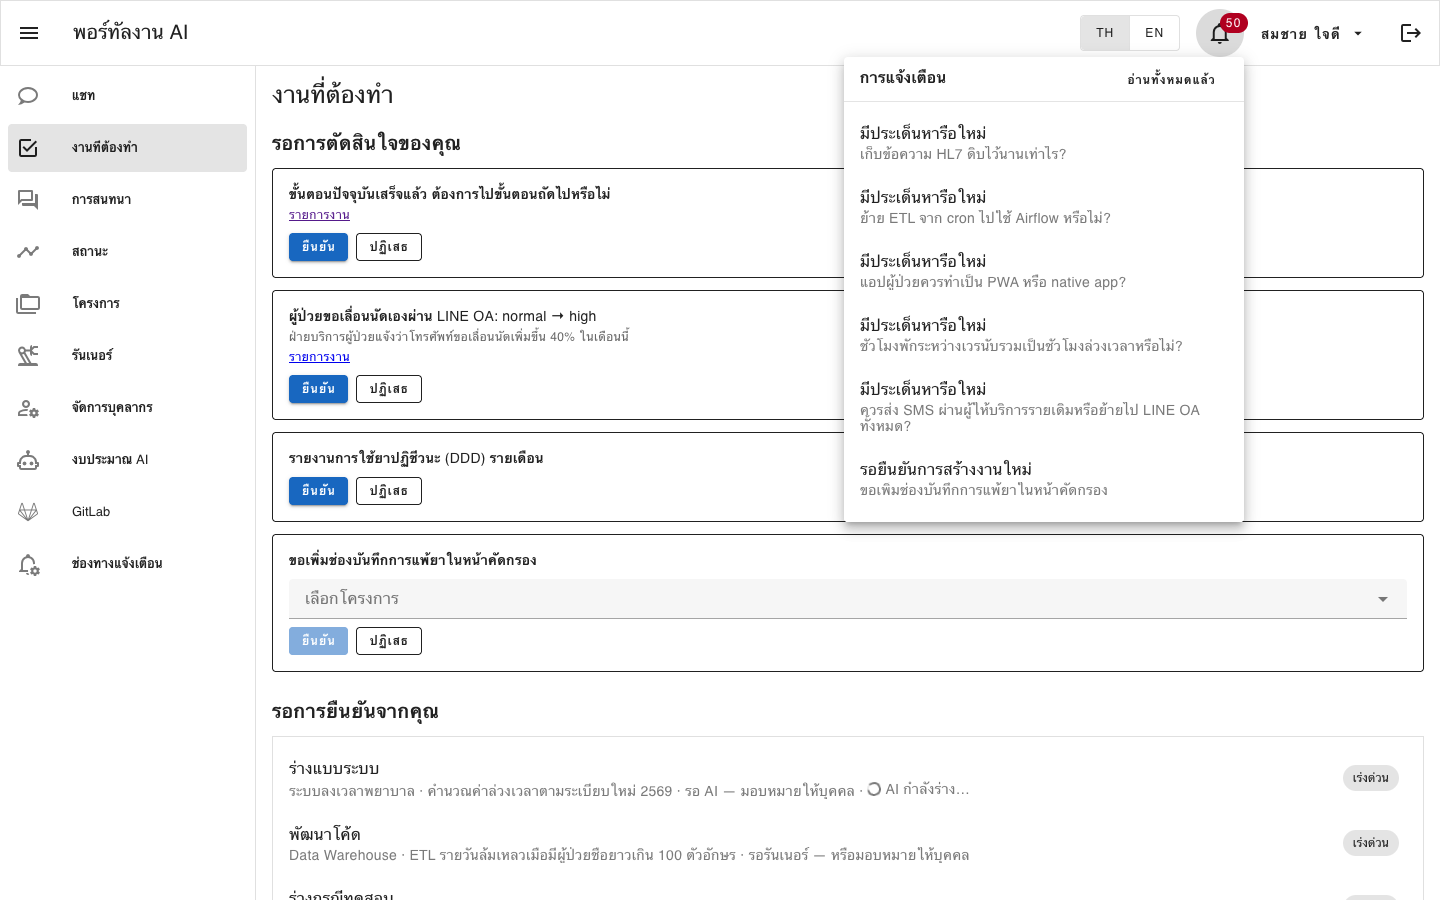 พอร์ทัลงาน AI
TH
EN
50
สมชาย ใจดี
แชท
งานที่ต้องทำ
การสนทนา
สถานะ
โครงการ
รันเนอร์
จัดการบุคลากร
งบประมาณ AI
GitLab
ช่องทางแจ้งเตือน
การแจ้งเตือน
อ่านทั้งหมดแล้ว
มีประเด็นหารือใหม่
เก็บข้อความ HL7 ดิบไว้นานเท่าไร?
มีประเด็นหารือใหม่
ย้าย ETL จาก cron ไปใช้ Airflow หรือไม่?
มีประเด็นหารือใหม่
แอปผู้ป่วยควรทำเป็น PWA หรือ native app?
มีประเด็นหารือใหม่
ชั่วโมงพักระหว่างเวรนับรวมเป็นชั่วโมงล่วงเวลาหรือไม่?
มีประเด็นหารือใหม่
ควรส่ง SMS ผ่านผู้ให้บริการรายเดิมหรือย้ายไป LINE OA
ทั้งหมด?
รอยืนยันการสร้างงานใหม่
ขอเพิ่มช่องบันทึกการแพ้ยาในหน้าคัดกรอง
งานที่ต้องทำ
รอการตัดสินใจของคุณ
ขั้นตอนปัจจุบันเสร็จแล้ว ต้องการไปขั้นตอนถัดไปหรือไม่
รายการงาน
ยืนยัน
ปฏิเสธ
ผู้ป่วยขอเลื่อนนัดเองผ่าน LINE OA: normal → high
ฝ่ายบริการผู้ป่วยแจ้งว่าโทรศัพท์ขอเลื่อนนัดเพิ่มขึ้น 40% ในเดือนนี้
รายการงาน
ยืนยัน
ปฏิเสธ
รายงานการใช้ยาปฏิชีวนะ (DDD) รายเดือน
ยืนยัน
ปฏิเสธ
ขอเพิ่มช่องบันทึกการแพ้ยาในหน้าคัดกรอง
เลือกโครงการ
ยืนยัน
ปฏิเสธ
รอการยืนยันจากคุณ
ร่างแบบระบบ
ระบบลงเวลาพยาบาล · คำนวณค่าล่วงเวลาตามระเบียบใหม่ 2569 · รอ AI — มอบหมายให้บุคคล · AI กำลังร่าง…
เร่งด่วน
พัฒนาโค้ด
Data Warehouse · ETL รายวันล้มเหลวเมื่อมีผู้ป่วยชื่อยาวเกิน 100 ตัวอักษร · รอรันเนอร์ — หรือมอบหมายให้บุคคล
เร่งด่วน
ร่างกรณีทดสอบ